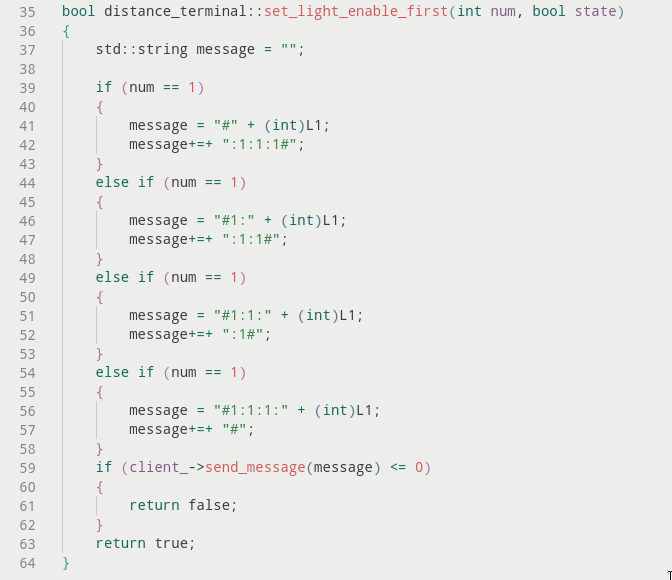 35 bool distance_terminal::set_light_enable_first(int num, bool state)
36 {
37     std::string message = "";
38
39     if (num == 1)
40     {
41         message = "#" + (int)L1;
42         message+=+ ":1:1:1#";
43     }
44     else if (num == 1)
45     {
46         message = "#1:" + (int)L1;
47         message+=+ ":1:1#";
48     }
49     else if (num == 1)
50     {
51         message = "#1:1:" + (int)L1;
52         message+=+ ":1#";
53     }
54     else if (num == 1)
55     {
56         message = "#1:1:1:" + (int)L1;
57         message+=+ "#";
58     }
59     if (client_->send_message(message) <= 0)
60     {
61         return false;
62     }
63     return true;
64 }